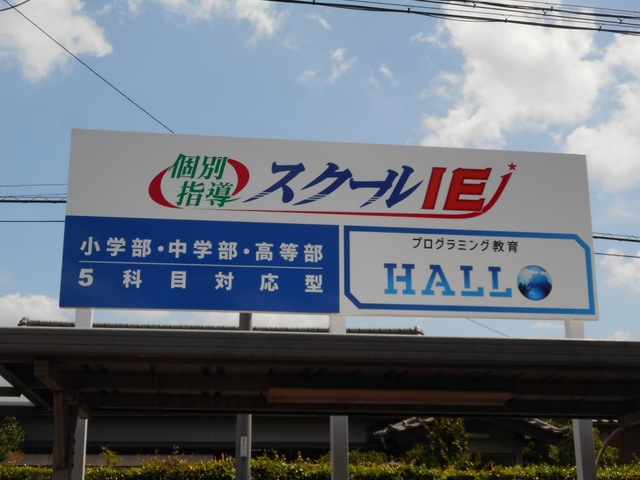 個別
指導
スクールIE
小学部・中学部・高等部
5科目対応型
プログラミング教育
HALLO